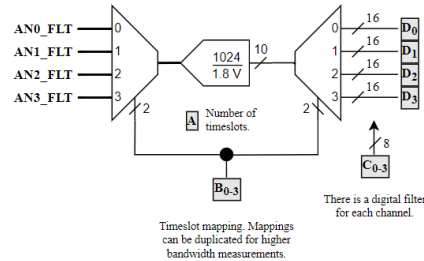 AN0_FLT
AN1_FLT
AN2_FLT
AN3_FLT
0
1
2
3
2
1024
1.8 V
10
0
1
2
3
2
16
16
16
16
D0
D1
D2
D3
A
Number of
timeslots.
B0-3
8
C0-3
Timeslot mapping. Mappings
can be duplicated for higher
bandwidth measurements.
There is a digital filter
for each channel.